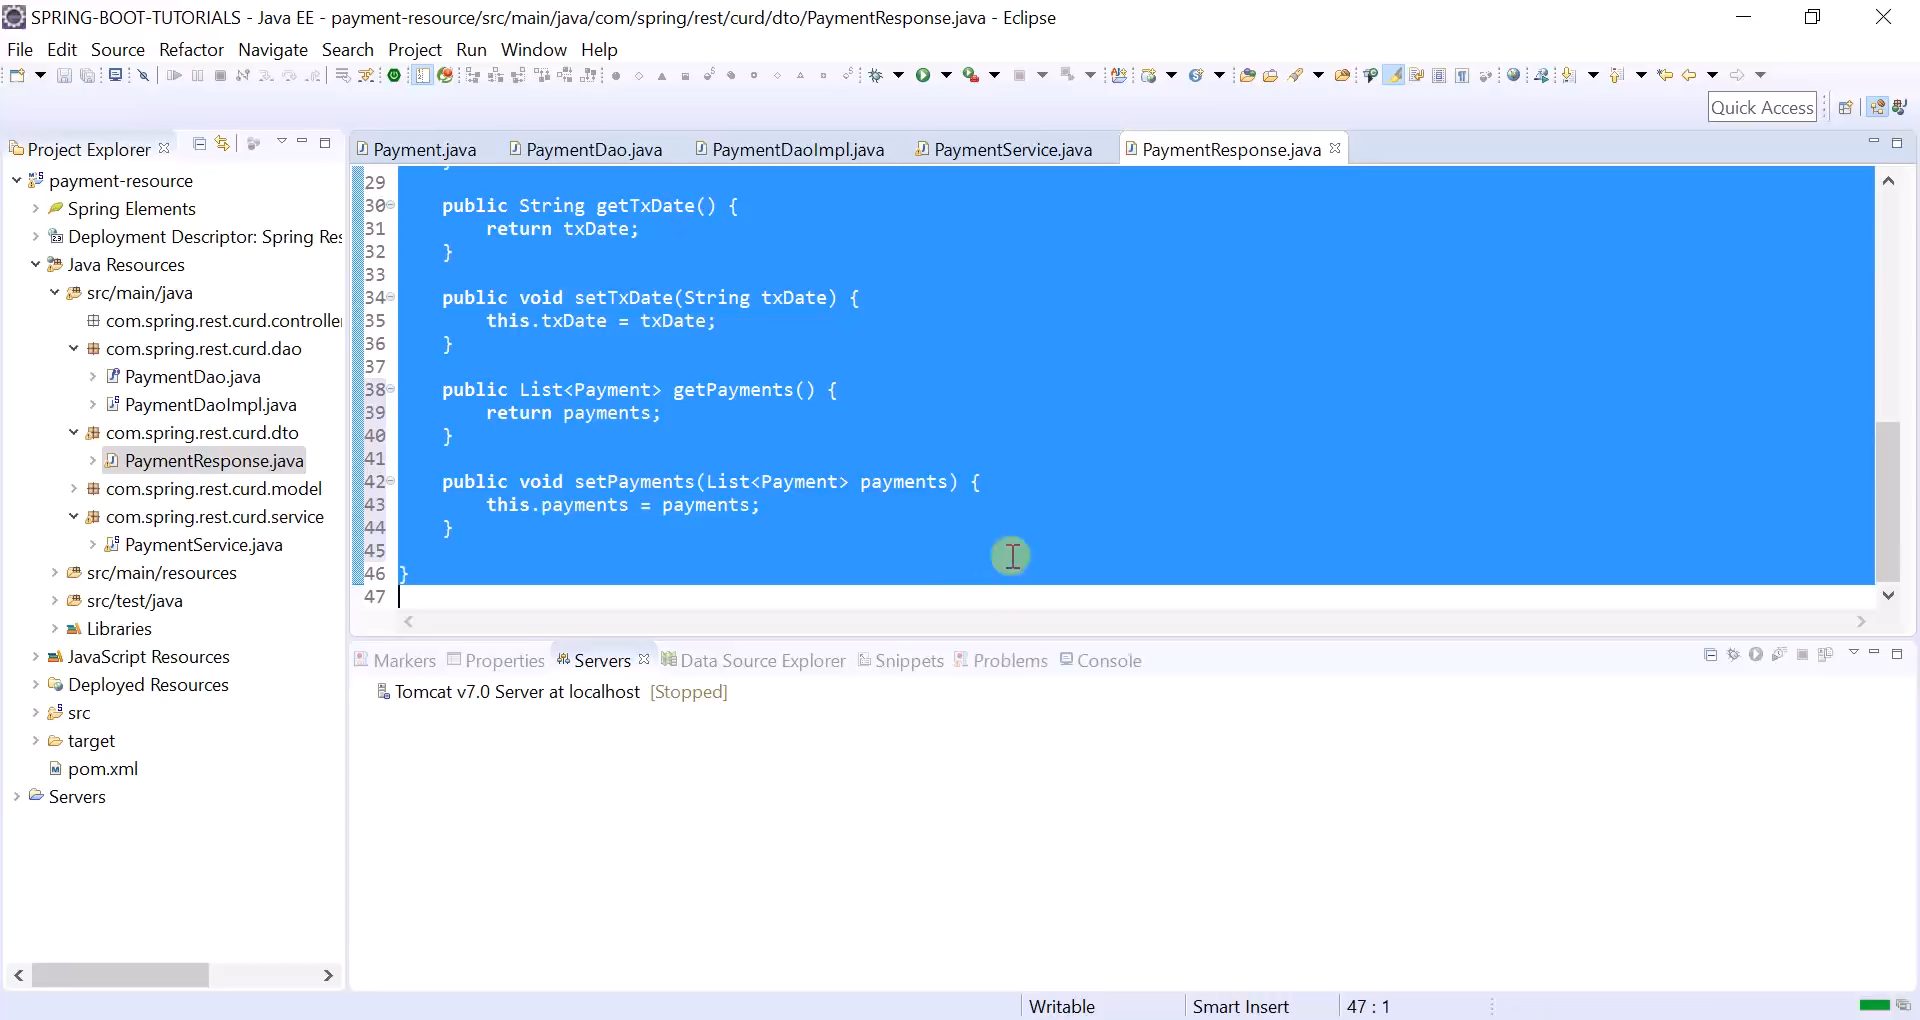 SPRING-BOOT-TUTORIALS - Java EE - payment-resource/src/main/java/com/spring/rest/curd/dto/PaymentResponse.java - Eclipse
File Edit Source Refactor Navigate Search Project Run Window Help
Quick Access
Project Explorer
payment-resource
Spring Elements
Deployment Descriptor: Spring Res
Java Resources
src/main/java
com.spring.rest.curd.controller
com.spring.rest.curd.dao
PaymentDao.java
PaymentDaoImpl.java
com.spring.rest.curd.dto
PaymentResponse.java
com.spring.rest.curd.model
com.spring.rest.curd.service
PaymentService.java
src/main/resources
src/test/java
Libraries
JavaScript Resources
Deployed Resources
src
target
pom.xml
Servers
Payment.java PaymentDao.java PaymentDaoImpl.java PaymentService.java PaymentResponse.java
29
30 public String getTxDate() {
31 return txDate;
32 }
33
34 public void setTxDate(String txDate) {
35 this.txDate = txDate;
36 }
37
38 public List<Payment> getPayments() {
39 return payments;
40 }
41
42 public void setPayments(List<Payment> payments) {
43 this.payments = payments;
44 }
45
46 }
47
Markers Properties Servers Data Source Explorer Snippets Problems Console
Tomcat v7.0 Server at localhost [Stopped]
Writable Smart Insert 47 : 1